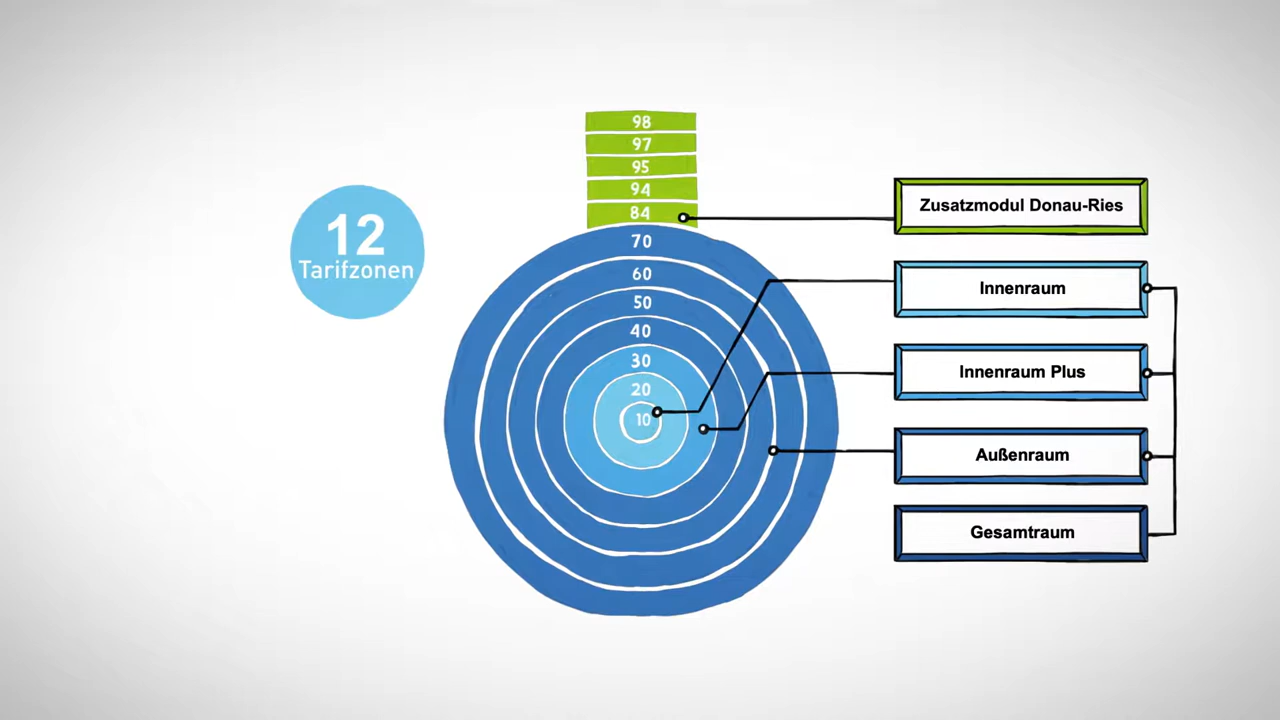 98
97
95
94
84
70
60
50
40
30
20
10
12
Tarifzonen
Zusatzmodul Donau-Ries
Innenraum
Innenraum Plus
Außenraum
Gesamtraum